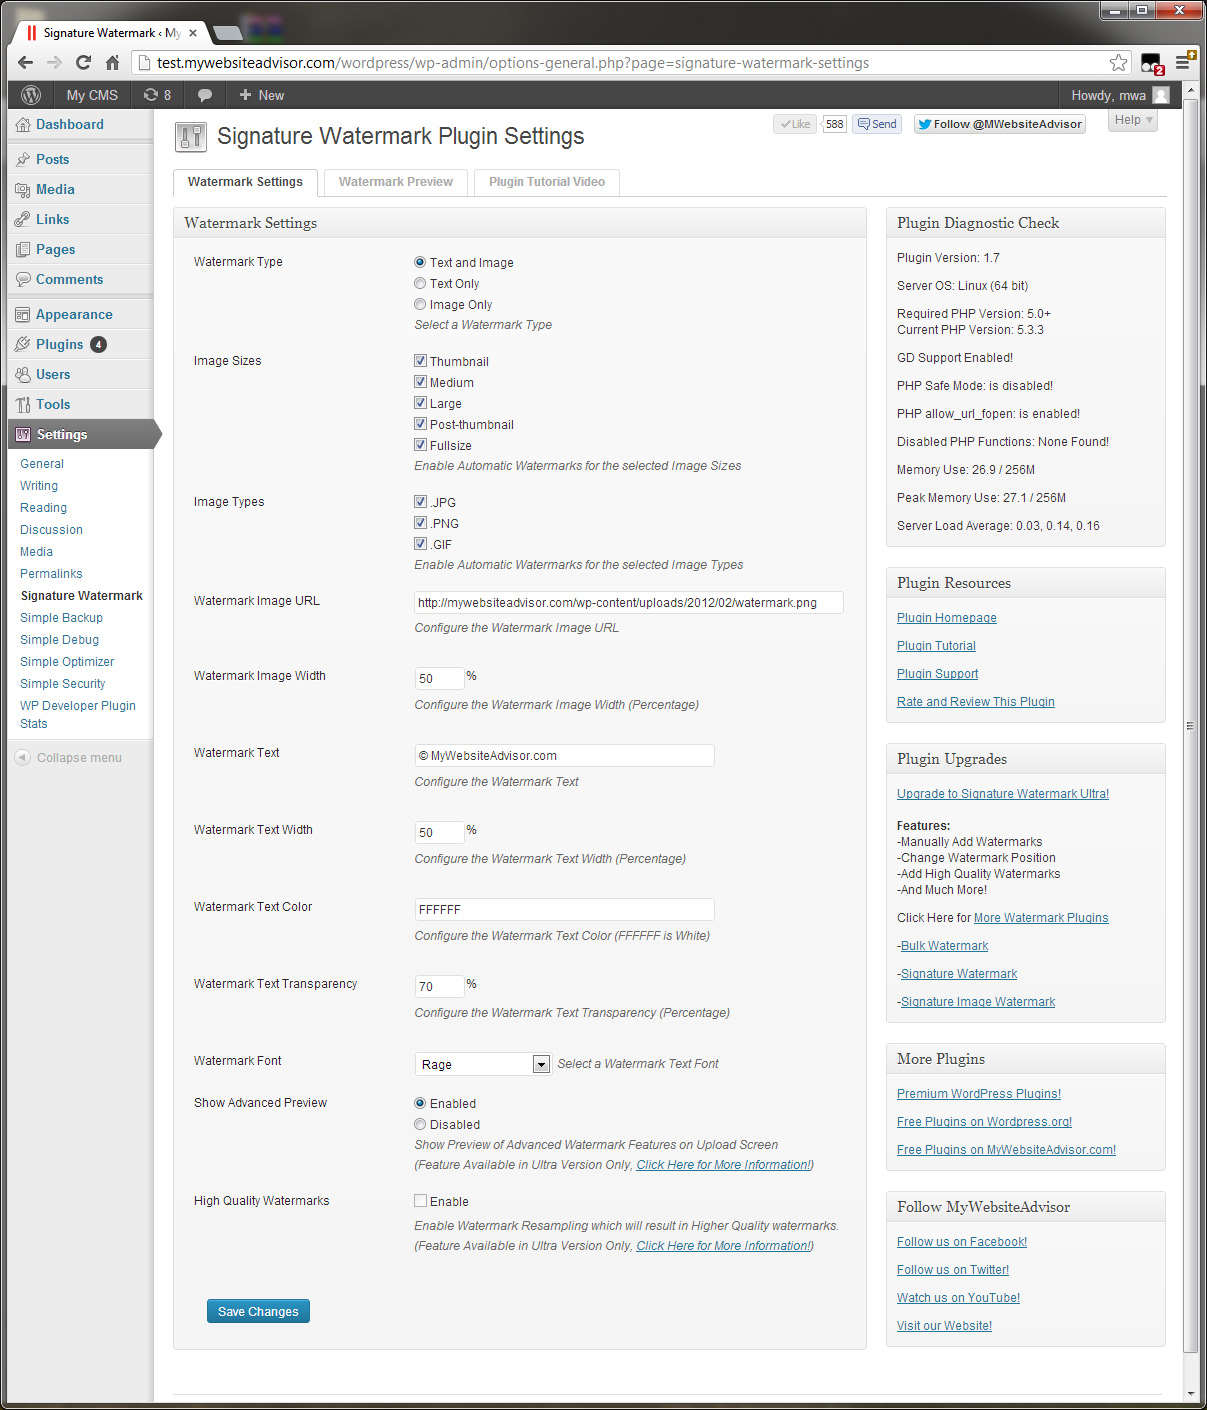 Signature Watermark ‹ My
test.mywebsiteadvisor.com/wordpress/wp-admin/options-general.php?page=signature-watermark-settings
2
My CMS
8
+ New
Howdy, mwa
Dashboard
Posts
Media
Links
Pages
Comments
Appearance
Plugins 4
Users
Tools
Settings
General
Writing
Reading
Discussion
Media
Permalinks
Signature Watermark
Simple Backup
Simple Debug
Simple Optimizer
Simple Security
WP Developer Plugin
Stats
Collapse menu
Signature Watermark Plugin Settings
Like 588 Send Follow @MWebsiteAdvisor Help
Watermark Settings Watermark Preview Plugin Tutorial Video
Watermark Settings
Watermark Type
Text and Image
Text Only
Image Only
Select a Watermark Type
Image Sizes
Thumbnail
Medium
Large
Post-thumbnail
Fullsize
Enable Automatic Watermarks for the selected Image Sizes
Image Types
.JPG
.PNG
.GIF
Enable Automatic Watermarks for the selected Image Types
Watermark Image URL
http://mywebsiteadvisor.com/wp-content/uploads/2012/02/watermark.png
Configure the Watermark Image URL
Watermark Image Width
50 %
Configure the Watermark Image Width (Percentage)
Watermark Text
© MyWebsiteAdvisor.com
Configure the Watermark Text
Watermark Text Width
50 %
Configure the Watermark Text Width (Percentage)
Watermark Text Color
FFFFFF
Configure the Watermark Text Color (FFFFFF is White)
Watermark Text Transparency
70 %
Configure the Watermark Text Transparency (Percentage)
Watermark Font
Rage
Select a Watermark Text Font
Show Advanced Preview
Enabled
Disabled
Show Preview of Advanced Watermark Features on Upload Screen
(Feature Available in Ultra Version Only, Click Here for More Information!)
High Quality Watermarks
Enable
Enable Watermark Resampling which will result in Higher Quality watermarks.
(Feature Available in Ultra Version Only, Click Here for More Information!)
Save Changes
Plugin Diagnostic Check
Plugin Version: 1.7
Server OS: Linux (64 bit)
Required PHP Version: 5.0+
Current PHP Version: 5.3.3
GD Support Enabled!
PHP Safe Mode: is disabled!
PHP allow_url_fopen: is enabled!
Disabled PHP Functions: None Found!
Memory Use: 26.9 / 256M
Peak Memory Use: 27.1 / 256M
Server Load Average: 0.03, 0.14, 0.16
Plugin Resources
Plugin Homepage
Plugin Tutorial
Plugin Support
Rate and Review This Plugin
Plugin Upgrades
Upgrade to Signature Watermark Ultra!
Features:
-Manually Add Watermarks
-Change Watermark Position
-Add High Quality Watermarks
-And Much More!
Click Here for More Watermark Plugins
-Bulk Watermark
-Signature Watermark
-Signature Image Watermark
More Plugins
Premium WordPress Plugins!
Free Plugins on Wordpress.org!
Free Plugins on MyWebsiteAdvisor.com!
Follow MyWebsiteAdvisor
Follow us on Facebook!
Follow us on Twitter!
Watch us on YouTube!
Visit our Website!